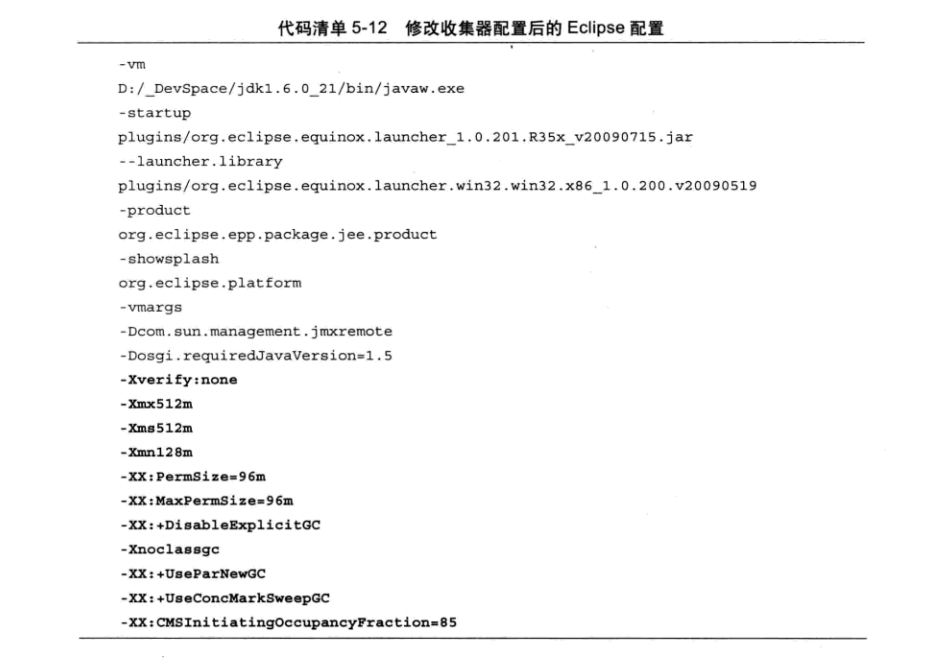 代码清单 5-12 修改收集器配置后的 Eclipse 配置
-vm
D:/_DevSpace/jdk1.6.0_21/bin/javaw.exe
-startup
plugins/org.eclipse.equinox.launcher_1.0.201.R35x_v20090715.jar
--launcher.library
plugins/org.eclipse.equinox.launcher.win32.win32.x86_1.0.200.v20090519
-product
org.eclipse.epp.package.jee.product
-showsplash
org.eclipse.platform
-vmargs
-Dcom.sun.management.jmxremote
-Dosgi.requiredJavaVersion=1.5
-Xverify:none
-Xmx512m
-Xms512m
-Xmn128m
-XX:PermSize=96m
-XX:MaxPermSize=96m
-XX:+DisableExplicitGC
-Xnoclassgc
-XX:+UseParNewGC
-XX:+UseConcMarkSweepGC
-XX:CMSInitiatingOccupancyFraction=85